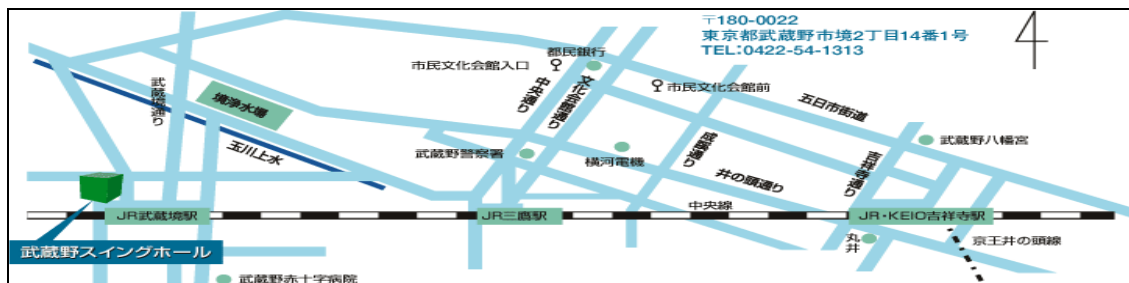 〒180-0022
東京都武蔵野市境2丁目14番1号
TEL:0422-54-1313
都民銀行
市民文化会館入口
中央通り
文化会館通り
市民文化会館前
五日市街道
武蔵境通り
境浄水場
玉川上水
武蔵野警察署
横河電機
成蹊通り
井の頭通り
吉祥寺通り
武蔵野八幡宮
中央線
JR武蔵境駅
JR三鷹駅
JR・KEIO吉祥寺駅
武蔵野スイングホール
丸井
京王井の頭線
武蔵野赤十字病院